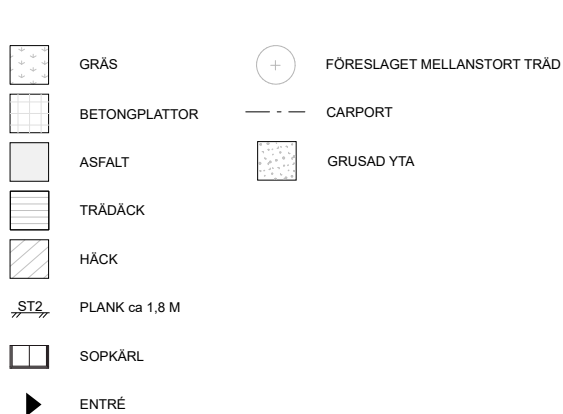 GRÄS
BETONGPLATTOR
ASFALT
TRÄDÄCK
HÄCK
ST2 PLANK ca 1,8 M
SOPKÄRL
ENTRÉ
FÖRESLAGET MELLANSTORT TRÄD
CARPORT
GRUSAD YTA